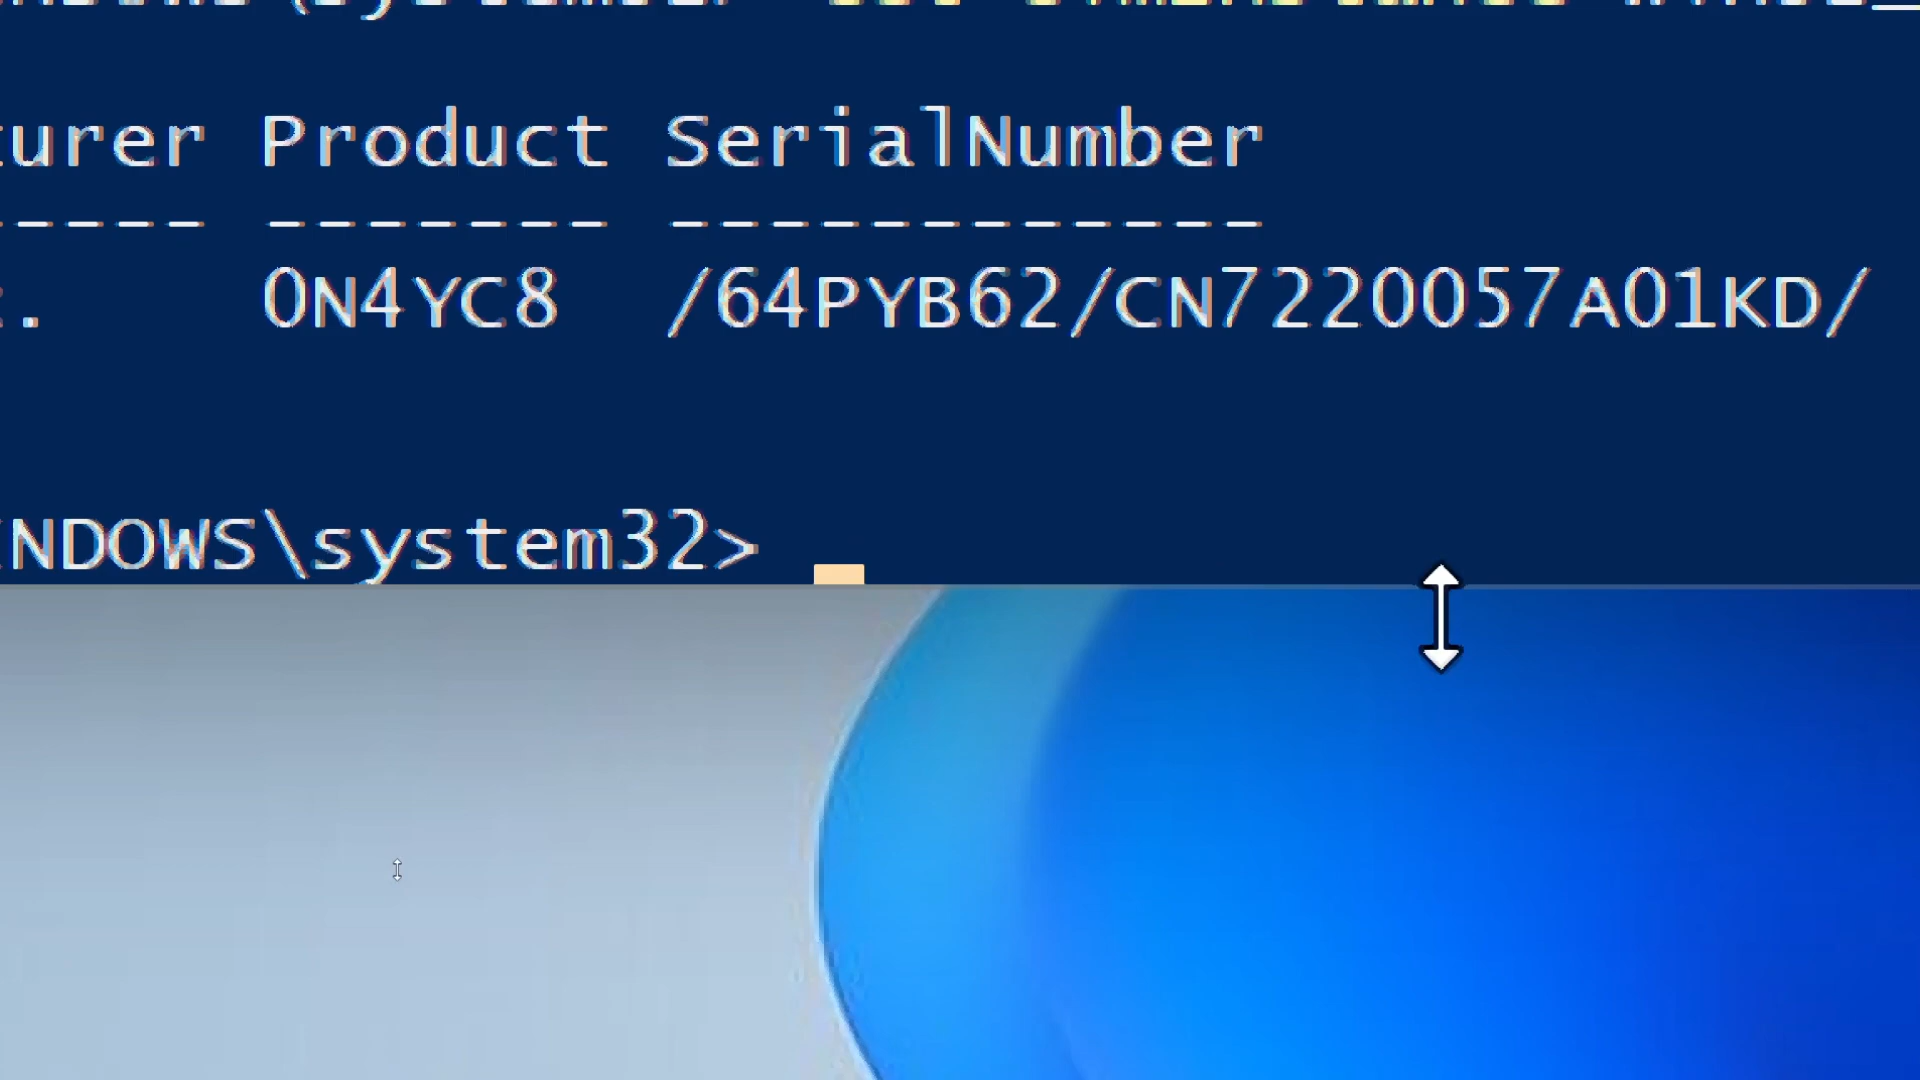 urer Product SerialNumber
----- ------- ------------
. 0N4YC8 /64PYB62/CN7220057A01KD/
NDOWS\system32>